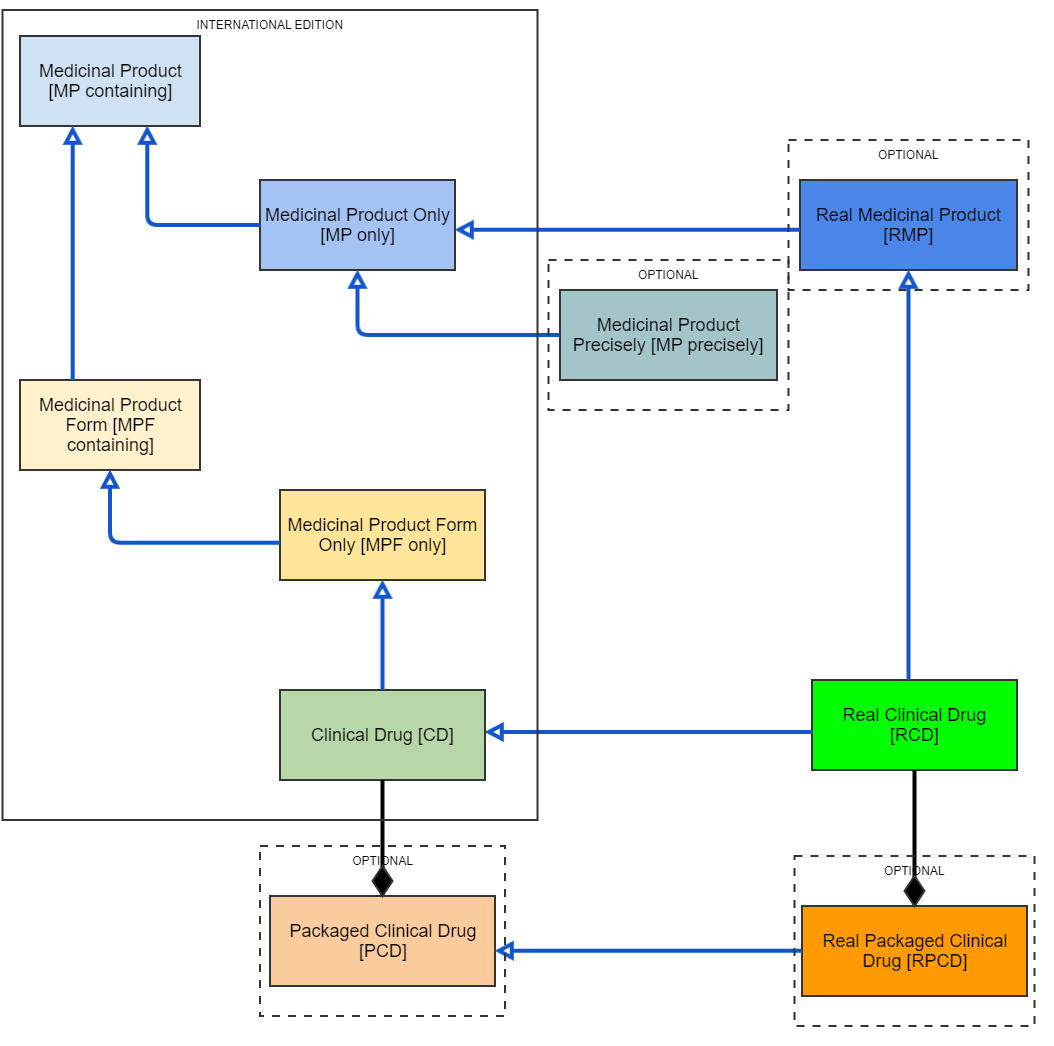 INTERNATIONAL EDITION
Medicinal Product
[MP containing]
OPTIONAL
Medicinal Product Only
[MP only]
Real Medicinal Product
[RMP]
OPTIONAL
Medicinal Product
Precisely [MP precisely]
Medicinal Product
Form [MPF
containing]
Medicinal Product Form
Only [MPF only]
Clinical Drug [CD]
Real Clinical Drug
[RCD]
OPTIONAL
Packaged Clinical Drug
[PCD]
OPTIONAL
Real Packaged Clinical
Drug [RPCD]